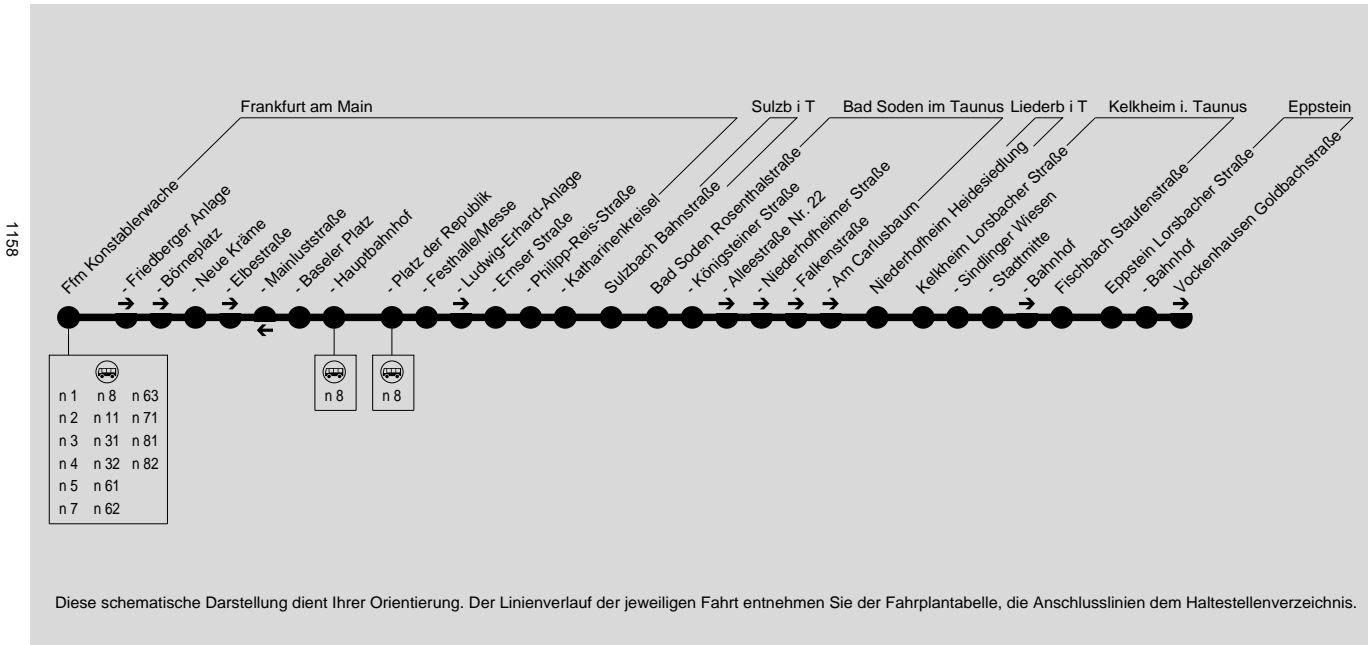 1158
Frankfurt am Main
Sulzb i T
Bad Soden im Taunus
Liederb i T
Kelkheim i. Taunus
Eppstein
Ffm Konstablerwache
- Friedberger Anlage
- Börneplatz
- Neue Kräme
- Elbestraße
- Mainluststraße
- Baseler Platz
- Hauptbahnhof
- Platz der Republik
- Festhalle/Messe
- Ludwig-Erhard-Anlage
- Emser Straße
- Philipp-Reis-Straße
- Katharinenkreisel
Sulzbach Bahnstraße
Bad Soden Rosenthalstraße
- Königsteiner Straße
- Alleestraße Nr. 22
- Niederhofheimer Straße
- Falkenstraße
- Am Carlusbaum
Niederhofheim Heidesiedlung
Kelkheim Lorsbacher Straße
- Sindlinger Wiesen
- Stadtmitte
- Bahnhof
Fischbach Staufenstraße
Eppstein Lorsbacher Straße
- Bahnhof
Vockenhausen Goldbachstraße
n 1 n 8 n 63
n 2 n 11 n 71
n 3 n 31 n 81
n 4 n 32 n 82
n 5 n 61
n 7 n 62
n 8
n 8
Diese schematische Darstellung dient Ihrer Orientierung. Der Linienverlauf der jeweiligen Fahrt entnehmen Sie der Fahrplantabelle, die Anschlusslinien dem Haltestellenverzeichnis.